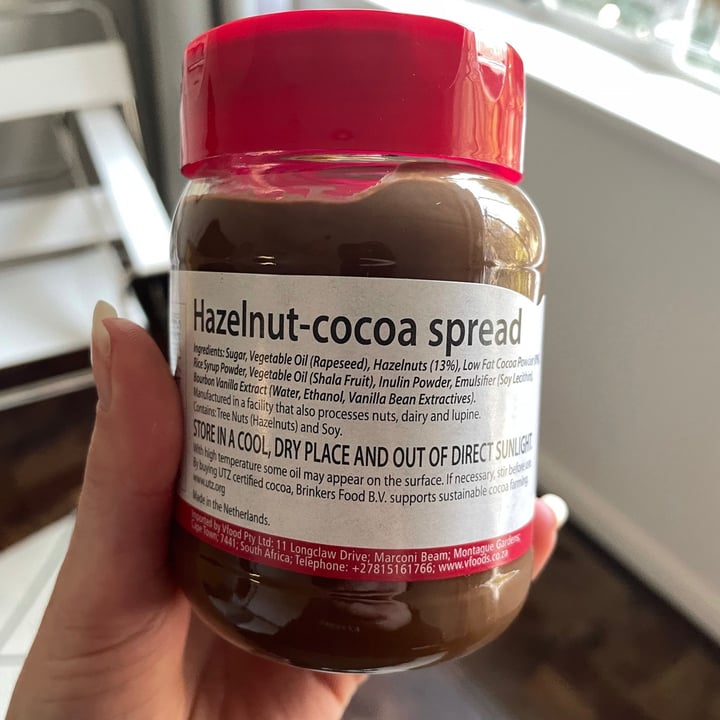 Hazelnut-cocoa spread
Ingredients: Sugar, Vegetable Oil (Rapeseed), Hazelnuts (13%), Low Fat Cocoa Powder
Rice Syrup Powder, Vegetable Oil (Shala Fruit), Inulin Powder, Emulsifier (Soy Lecithin),
Bourbon Vanilla Extract (Water, Ethanol, Vanilla Bean Extractives).
Manufactured in a facility that also processes nuts, dairy and lupine.
Contains: Tree Nuts (Hazelnuts) and Soy.
STORE IN A COOL, DRY PLACE AND OUT OF DIRECT SUNLIGHT.
With high temperature some oil may appear on the surface. If necessary, stir before use.
By buying UTZ certified cocoa, Brinkers Food B.V. supports sustainable cocoa farming,
www.utz.org
Made in the Netherlands.
Imported by Vfood Pty Ltd: 11 Longclaw Drive; Marconi Beam; Montague Gardens;
Cape Town; 7441; South Africa; Telephone: +27815161766; www.vfoods.co.za